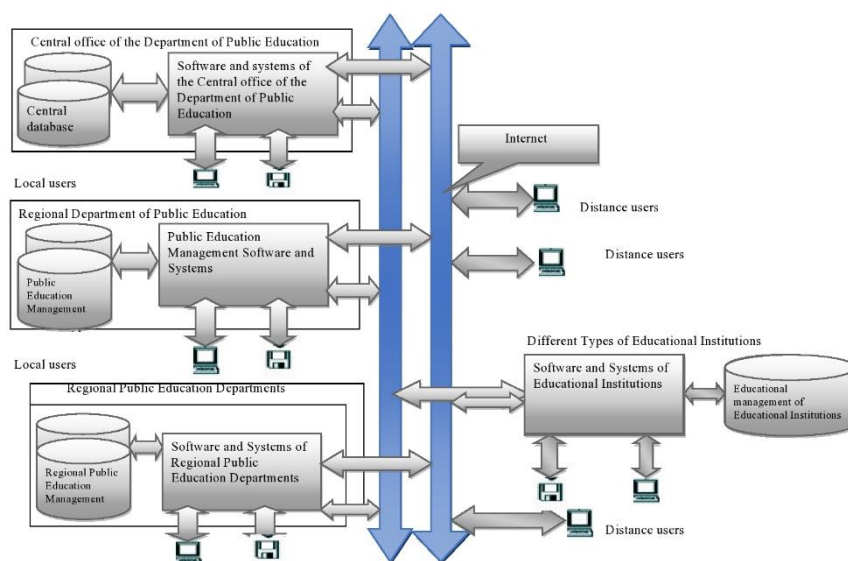 Central office of the Department of Public Education
Software and systems of
the Central office of the
Department of Public
Education
Central
database
Internet
Local users
Distance users
Regional Department of Public Education
Public Education
Management Software and
Systems
Public
Education
Management
Distance users
Different Types of Educational Institutions
Software and Systems of
Educational Institutions
Educational
management of
Educational Institutions
Local users
Regional Public Education Departments
Software and Systems of
Regional Public
Education Departments
Regional Public
Education
Management
Distance users